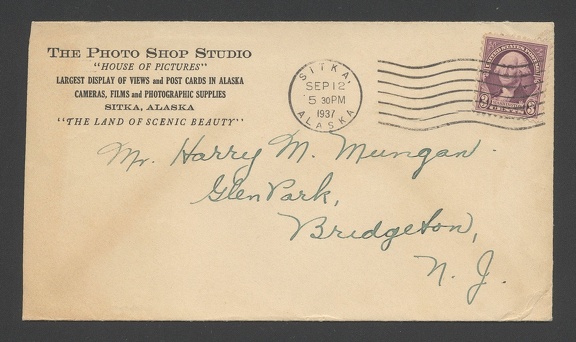 THE PHOTO SHOP STUDIO
"HOUSE OF PICTURES"
LARGEST DISPLAY OF VIEWS and POST CARDS IN ALASKA
CAMERAS, FILMS and PHOTOGRAPHIC SUPPLIES
SITKA, ALASKA
"THE LAND OF SCENIC BEAUTY"
SITKA,
SEP 12
5 30 PM
1937
ALASKA
UNITED STATES POSTAGE
3 3
Mr. Harry M. Mungan.
Glen Park,
Bridgeton,
N. J.